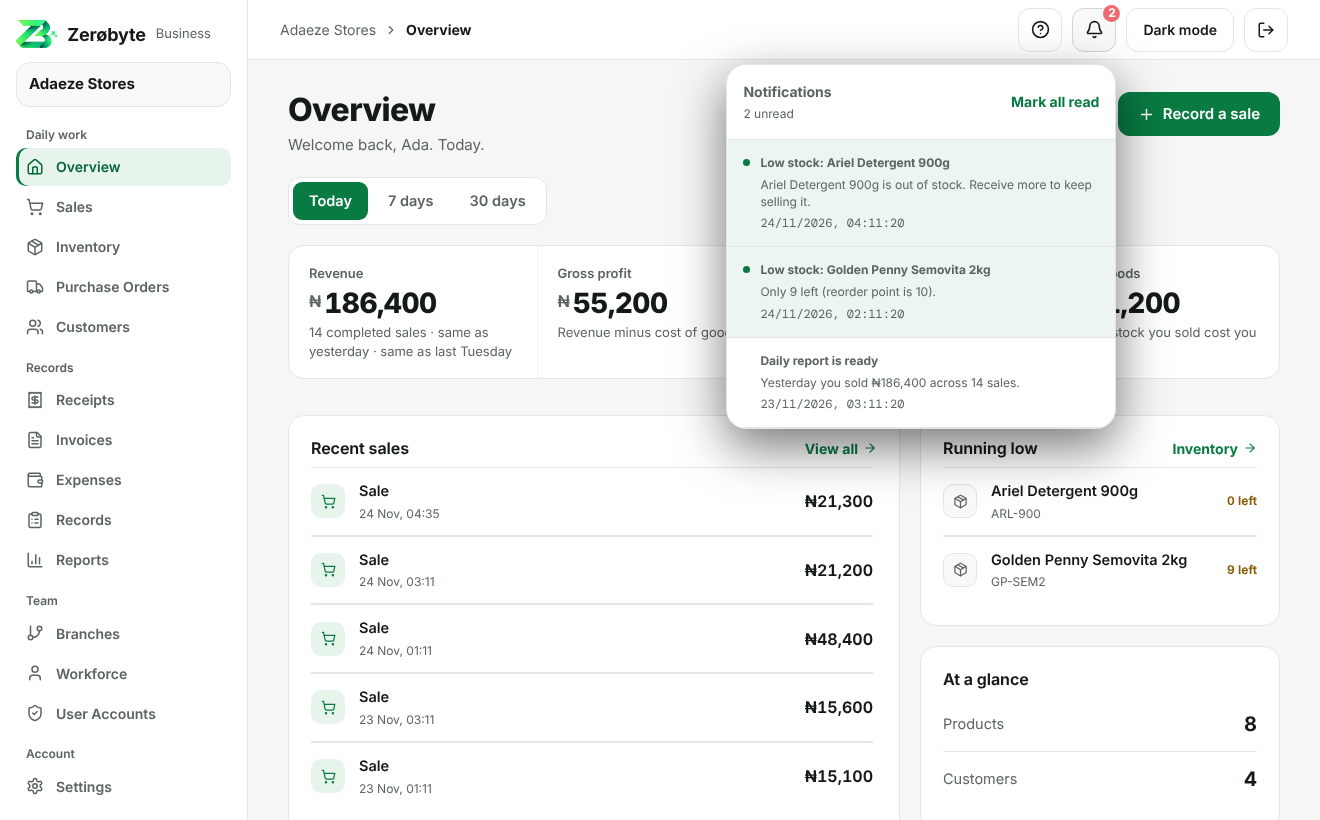 Zerøbyte Business
Adaeze Stores
Daily work
Overview
Sales
Inventory
Purchase Orders
Customers
Records
Receipts
Invoices
Expenses
Records
Reports
Team
Branches
Workforce
User Accounts
Account
Settings
Adaeze Stores > Overview
2
Dark mode
Overview
Welcome back, Ada. Today.
+ Record a sale
Today 7 days 30 days
Notifications
2 unread
Mark all read
Low stock: Ariel Detergent 900g
Ariel Detergent 900g is out of stock. Receive more to keep
selling it.
24/11/2026, 04:11:20
Low stock: Golden Penny Semovita 2kg
Only 9 left (reorder point is 10).
24/11/2026, 02:11:20
Daily report is ready
Yesterday you sold ₦186,400 across 14 sales.
23/11/2026, 03:11:20
Revenue
₦186,400
14 completed sales · same as
yesterday · same as last Tuesday
Gross profit
₦55,200
Revenue minus cost of
,200
stock you sold cost you
Recent sales
View all →
Sale
24 Nov, 04:35
₦21,300
Sale
24 Nov, 03:11
₦21,200
Sale
24 Nov, 01:11
₦48,400
Sale
23 Nov, 03:11
₦15,600
Sale
23 Nov, 01:11
₦15,100
Running low
Inventory →
Ariel Detergent 900g
ARL-900
0 left
Golden Penny Semovita 2kg
GP-SEM2
9 left
At a glance
Products 8
Customers 4